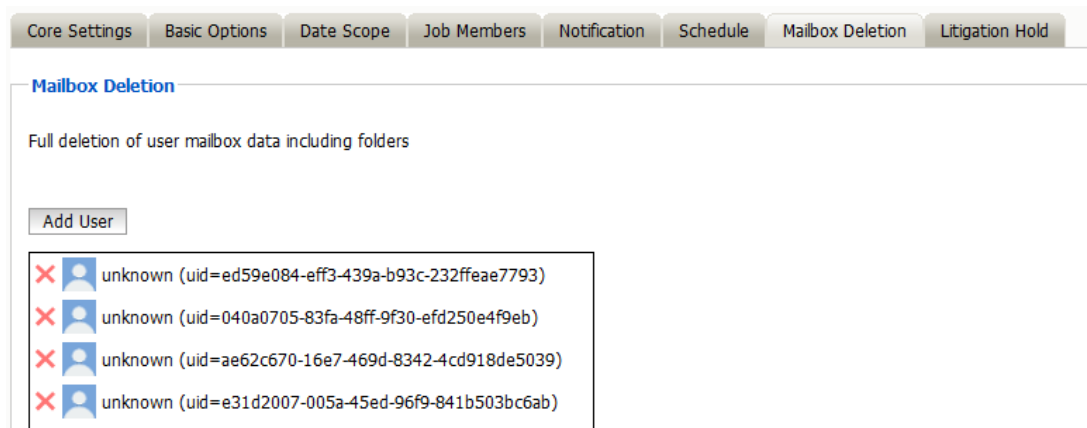 Core Settings Basic Options Date Scope Job Members Notification Schedule Mailbox Deletion Litigation Hold
Mailbox Deletion
Full deletion of user mailbox data including folders
Add User
unknown (uid=ed59e084-eff3-439a-b93c-232ffeae7793)
unknown (uid=040a0705-83fa-48ff-9f30-efd250e4f9eb)
unknown (uid=ae62c670-16e7-469d-8342-4cd918de5039)
unknown (uid=e31d2007-005a-45ed-96f9-841b503bc6ab)